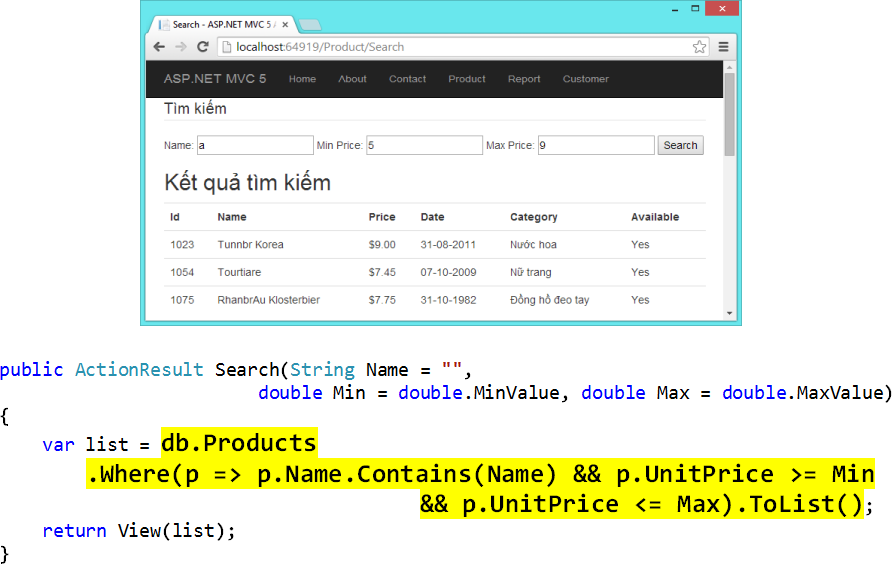 Search - ASP.NET MVC 5 A
localhost:64919/Product/Search
ASP.NET MVC 5 Home About Contact Product Report Customer
Tìm kiếm
Name: a Min Price: 5 Max Price: 9 Search
Kết quả tìm kiếm
Id Name Price Date Category Available
1023 Tunnbr Korea $9.00 31-08-2011 Nước hoa Yes
1054 Tourtiare $7.45 07-10-2009 Nữ trang Yes
1075 RhanbrAu Klosterbier $7.75 31-10-1982 Đồng hồ đeo tay Yes
public ActionResult Search(String Name = "",
double Min = double.MinValue, double Max = double.MaxValue)
{
var list = db.Products
.Where(p => p.Name.Contains(Name) && p.UnitPrice >= Min
&& p.UnitPrice <= Max).ToList();
return View(list);
}